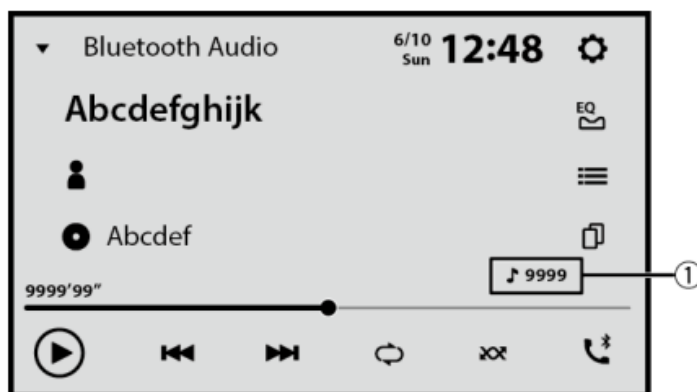 Bluetooth Audio
6/10
Sun
12:48
Abcdefghijk
EQ
Abcdef
♪ 9999
①
9999’99”